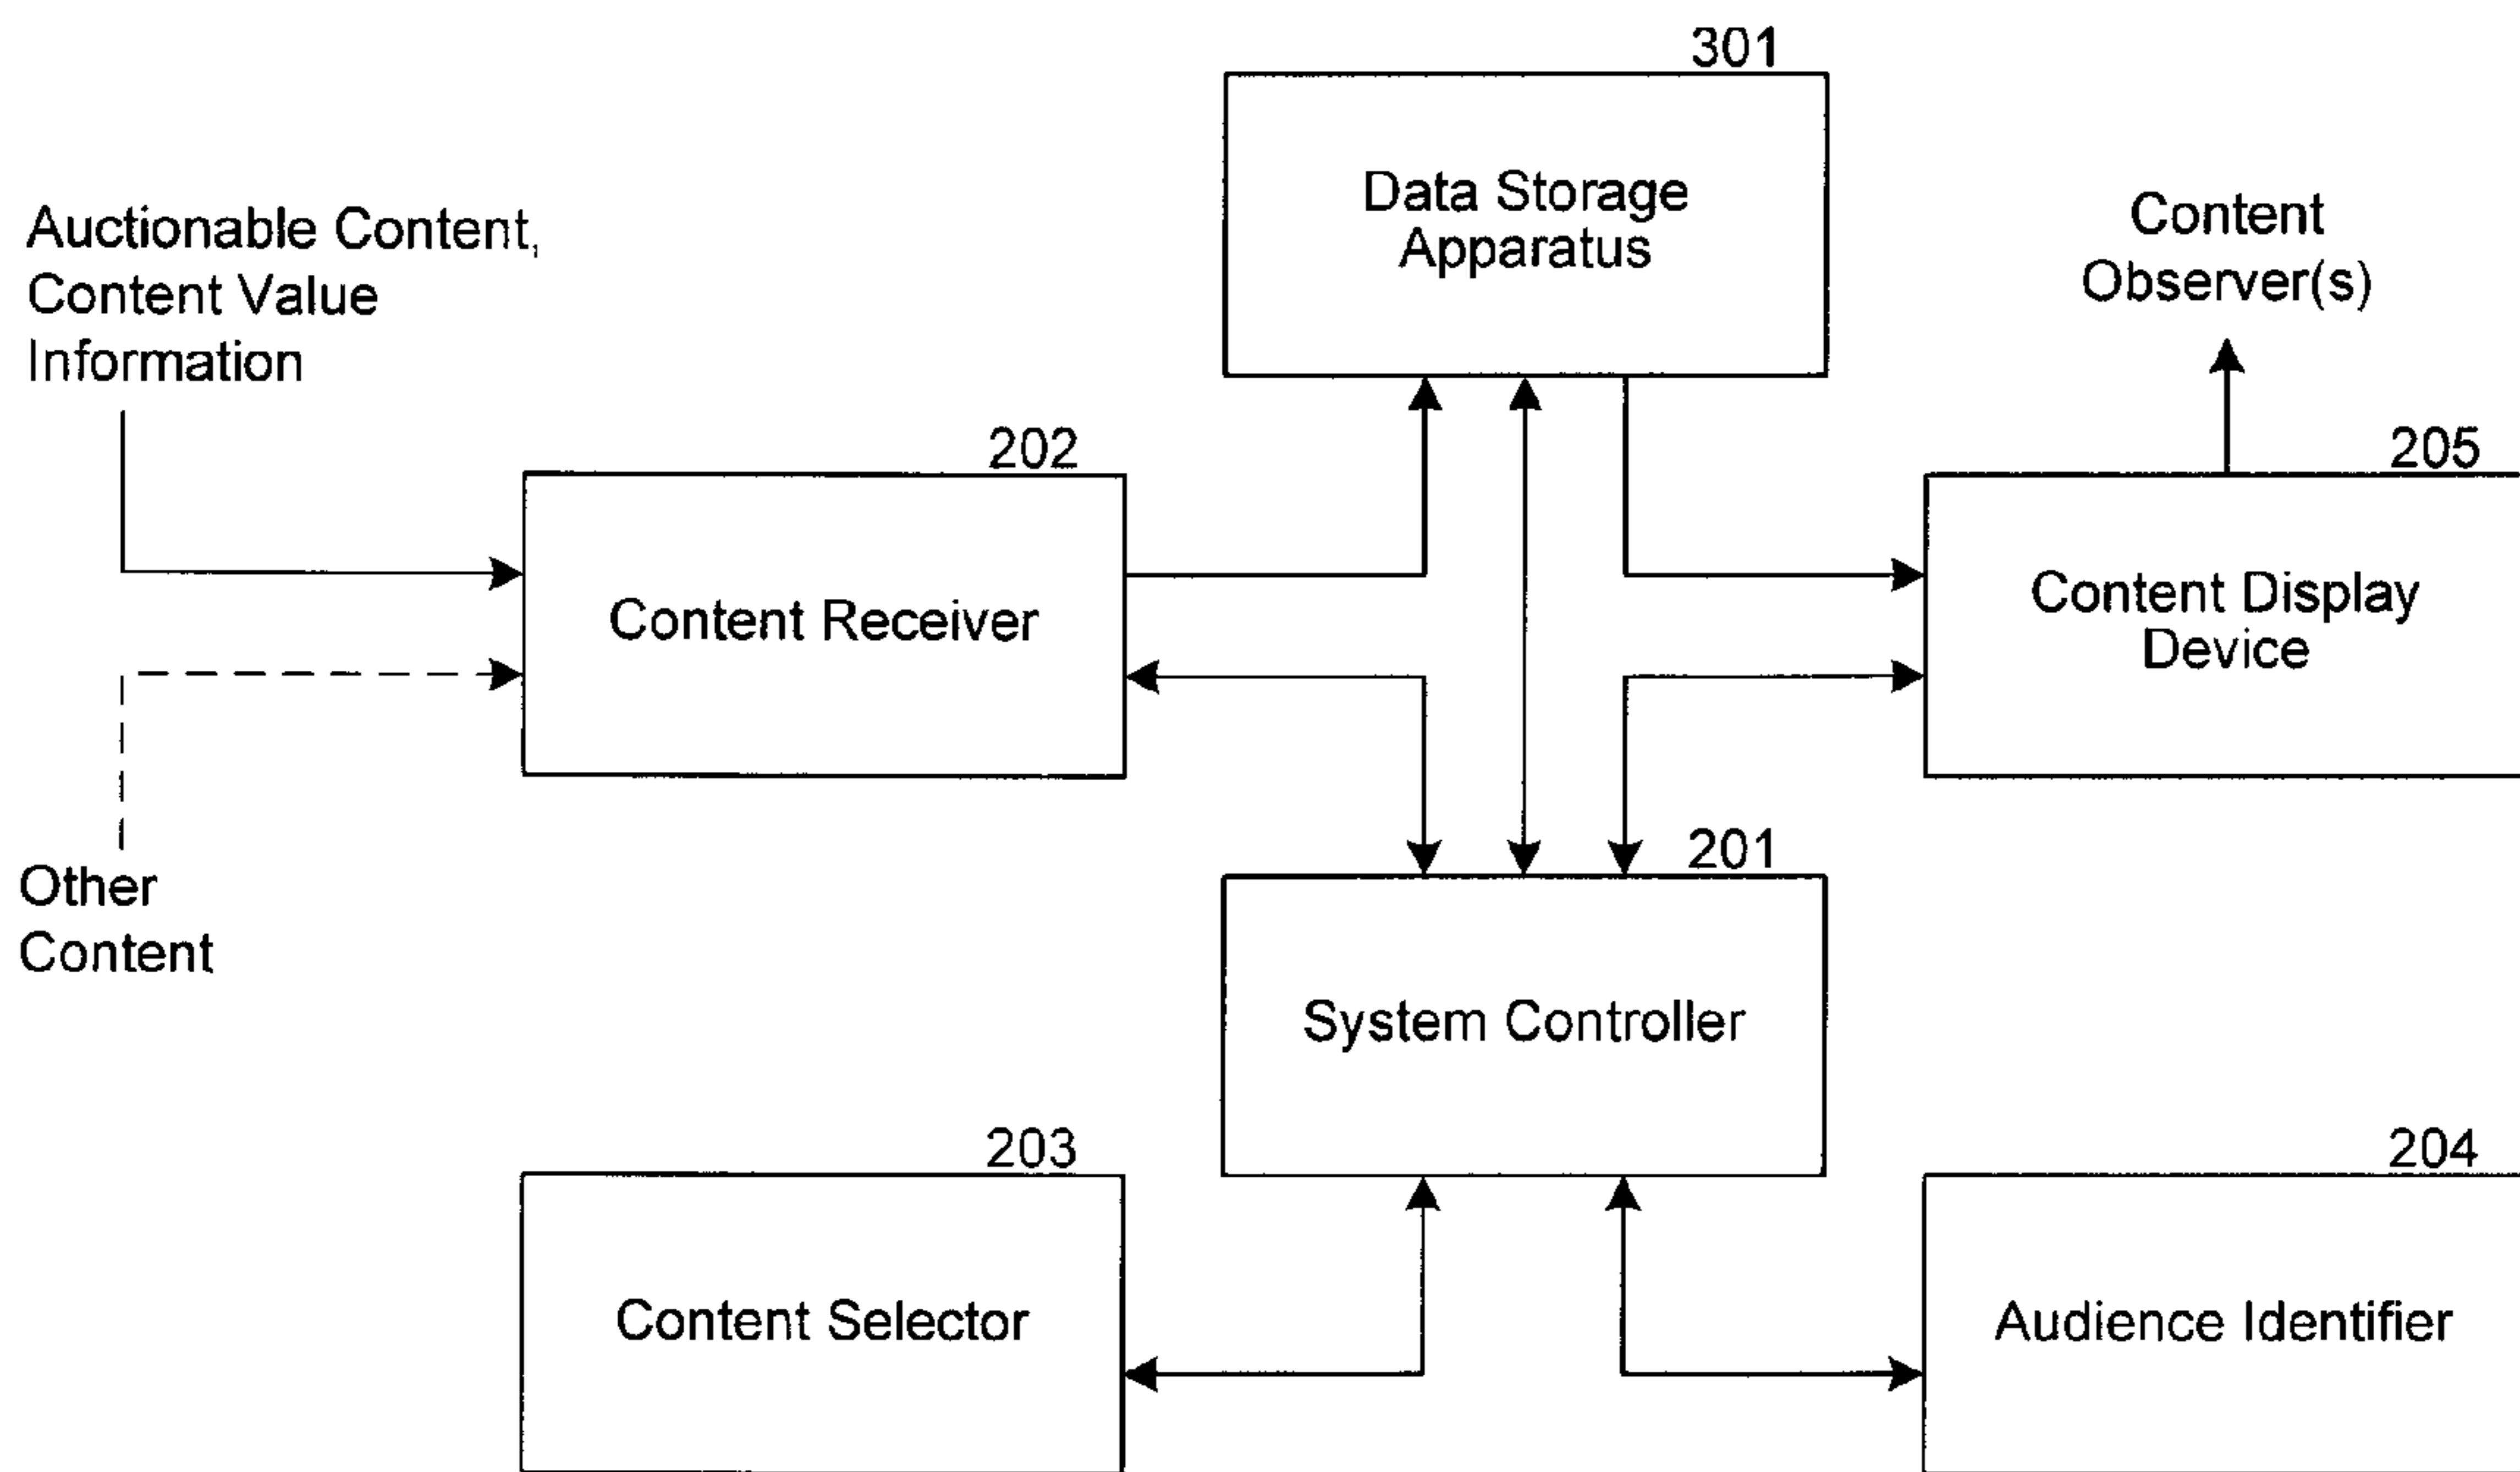 301
Data Storage
Apparatus
Auctionable Content,
Content Value
Information
Content
Observer(s)
202
Content Receiver
205
Content Display
Device
Other
Content
201
System Controller
203
Content Selector
204
Audience Identifier